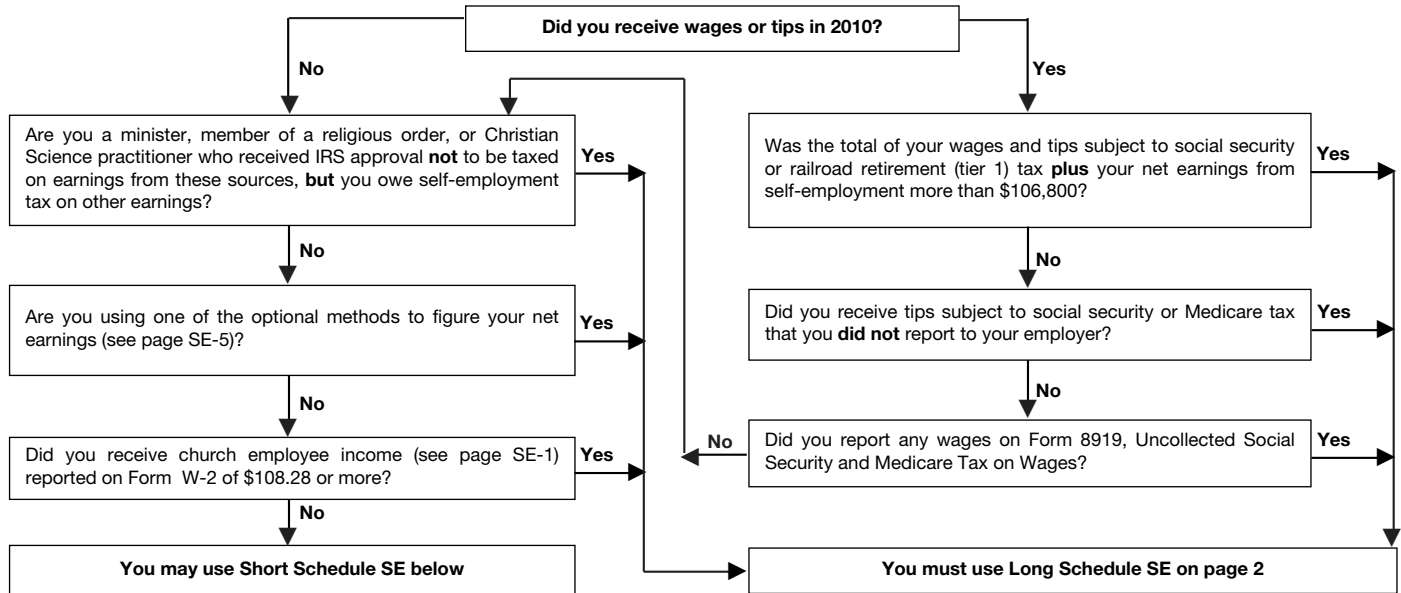 Did you receive wages or tips in 2010?
No
Yes
Are you a minister, member of a religious order, or Christian
Science practitioner who received IRS approval not to be taxed
on earnings from these sources, but you owe self-employment
tax on other earnings?
Yes
Was the total of your wages and tips subject to social security
or railroad retirement (tier 1) tax plus your net earnings from
self-employment more than $106,800?
Yes
No
No
Are you using one of the optional methods to figure your net
earnings (see page SE-5)?
Yes
Did you receive tips subject to social security or Medicare tax
that you did not report to your employer?
Yes
No
No
Did you receive church employee income (see page SE-1)
reported on Form W-2 of $108.28 or more?
Yes
No
Did you report any wages on Form 8919, Uncollected Social
Security and Medicare Tax on Wages?
Yes
No
You may use Short Schedule SE below
You must use Long Schedule SE on page 2